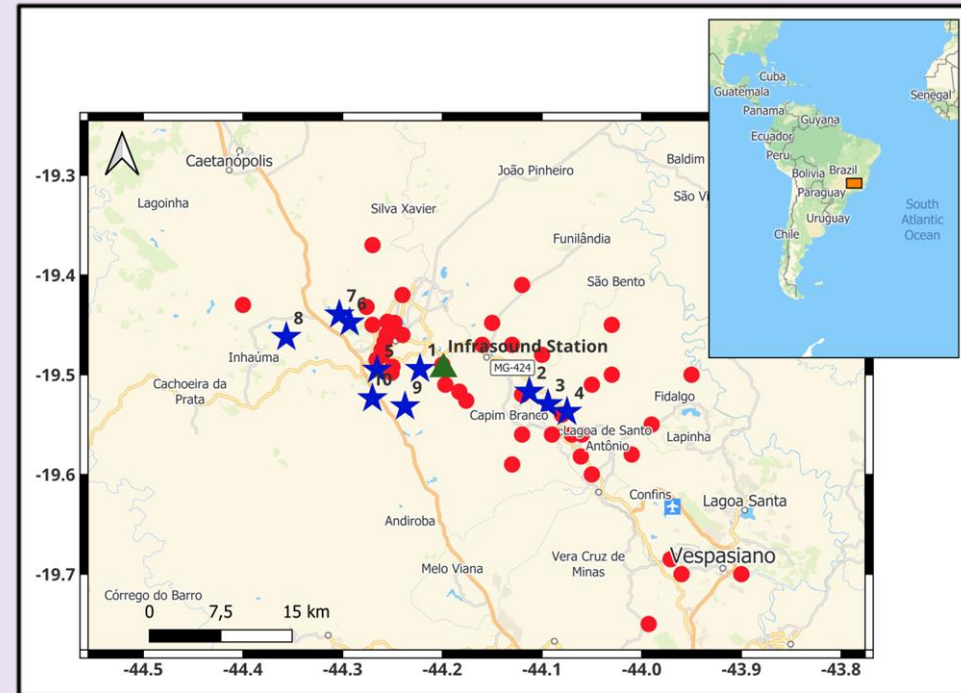 Cuba
Guatemala
Senegal
Panama
Guyana
Ecuador
Peru
Brazil
Bolivia
Paraguay
Uruguay
Chile
South
Atlantic
Ocean
Caetanópolis
João Pinheiro
Baldim
Lagoinha
São Vi
Silva Xavier
Funilândia
São Bento
7
6
8
5
1
Infrasound Station
Inhaúma
MG-424
2
3
4
10
9
Cachoeira da
Prata
Capim Branco
Fidalgo
Lagoa de Santo
Antônio
Lapinha
Confins
Lagoa Santa
Andiroba
Vespasiano
Vera Cruz de
Minas
Melo Viana
Córrego do Barro
0 7,5 15 km
-19.3
-19.4
-19.5
-19.6
-19.7
-44.5 -44.4 -44.3 -44.2 -44.1 -44.0 -43.9 -43.8